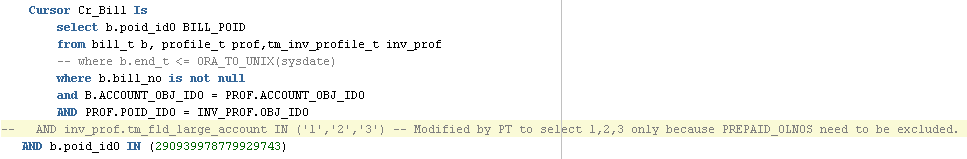 Cursor Cr_Bill Is
select b.poid_id0 BILL_POID
from bill_t b, profile_t prof,tm_inv_profile_t inv_prof
-- where b.end_t <= ORA_TO_UNIX(sysdate)
where b.bill_no is not null
and B.ACCOUNT_OBJ_ID0 = PROF.ACCOUNT_OBJ_ID0
AND PROF.POID_ID0 = INV_PROF.OBJ_ID0
-- AND inv_prof.tm_fld_large_account IN ('1','2','3') -- Modified by PT to select 1,2,3 only because PREPAID_OLNOS need to be excluded.
AND b.poid_id0 IN (290939978779929743)